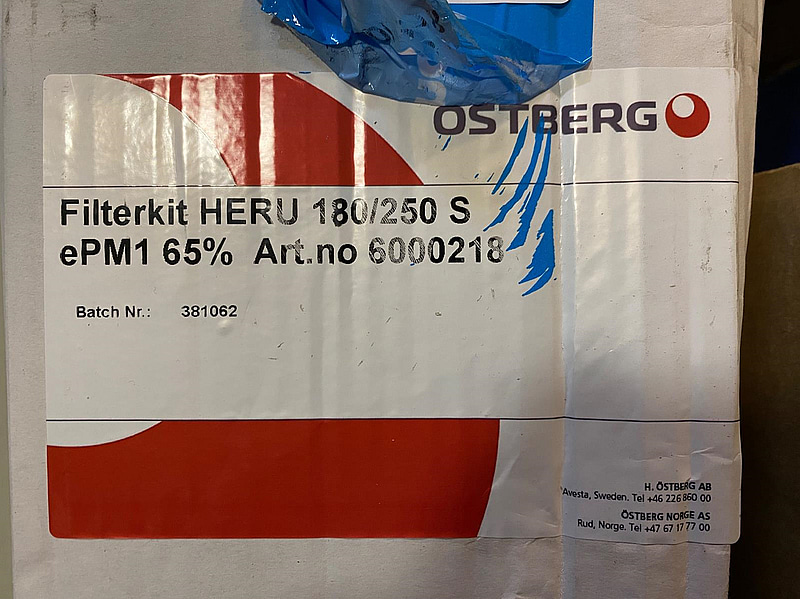 ÖSTBERG
Filterkit HERU 180/250 S
ePM1 65% Art.no 6000218
Batch Nr.: 381062
H. ÖSTBERG AB
Avesta, Sweden. Tel +46 226 860 00
ÖSTBERG NORGE AS
Rud, Norge. Tel +47 67 17 77 00